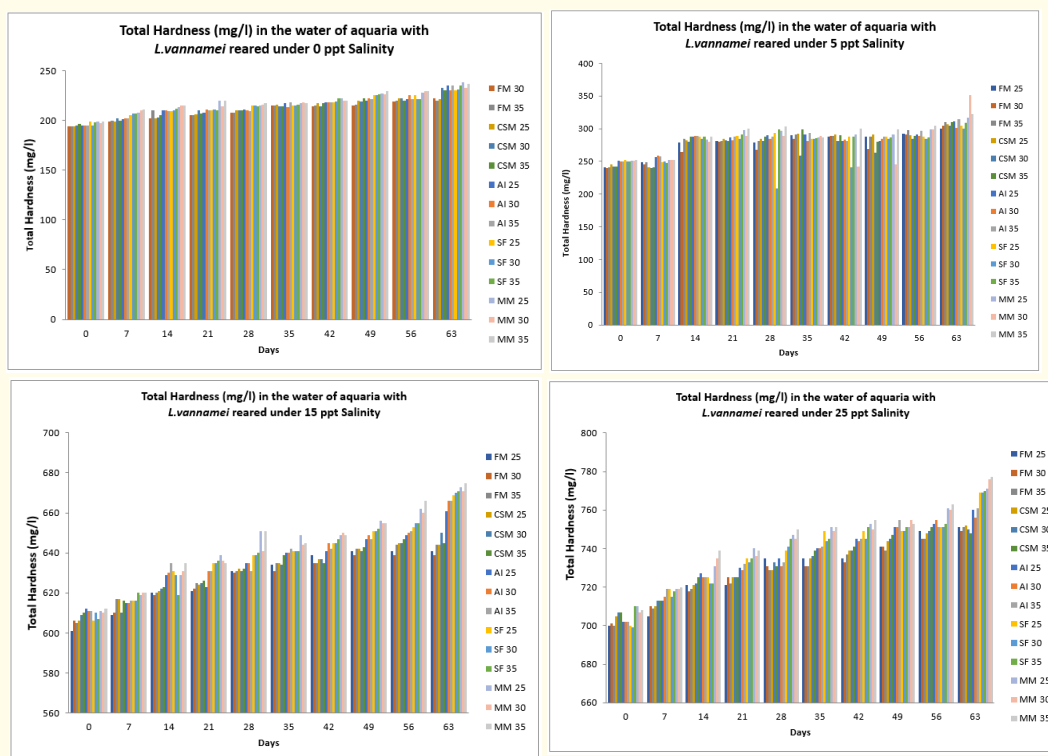 Total Hardness (mg/l) in the water of aquaria with
L.vannamei reared under 0 ppt Salinity
250
200
150
100
50
0
Total Hardness (mg/l)
0 7 14 21 28 35 42 49 56 63
Days
FM 30
FM 35
CSM 25
CSM 30
CSM 35
AI 25
AI 30
AI 35
SF 25
SF 30
SF 35
MM 25
MM 30
MM 35
Total Hardness (mg/l) in the water of aquaria with
L.vannamei reared under 5 ppt Salinity
400
350
300
250
200
150
100
50
0
Total Hardness (mg/l)
0 7 14 21 28 35 42 49 56 63
Days
FM 25
FM 30
FM 35
CSM 25
CSM 30
CSM 35
AI 25
AI 30
AI 35
SF 25
SF 30
SF 35
MM 25
MM 30
MM 35
Total Hardness (mg/l) in the water of aquaria with
L.vannamei reared under 15 ppt Salinity
700
680
660
640
620
600
580
560
Total Hardness (mg/l)
0 7 14 21 28 35 42 49 56 63
Days
FM 25
FM 30
FM 35
CSM 25
CSM 30
CSM 35
AI 25
AI 30
AI 35
SF 25
SF 30
SF 35
MM 25
MM 30
MM 35
Total Hardness (mg/l) in the water of aquaria with
L.vannamei reared under 25 ppt Salinity
800
780
760
740
720
700
680
660
Total Hardness (mg/l)
0 7 14 21 28 35 42 49 56 63
Days
FM 25
FM 30
FM 35
CSM 25
CSM 30
CSM 35
AI 25
AI 30
AI 35
SF 25
SF 30
SF 35
MM 25
MM 30
MM 35